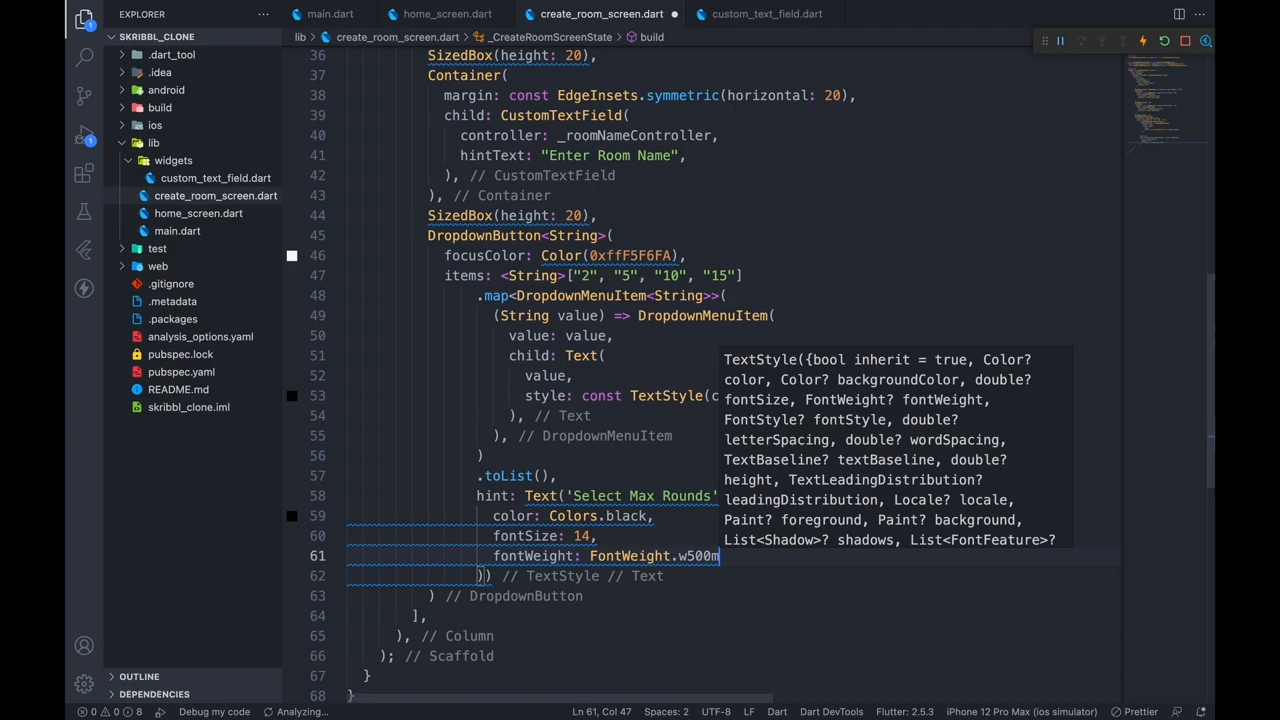 EXPLORER
main.dart
home_screen.dart
create_room_screen.dart
custom_text_field.dart
SKRIBBL_CLONE
lib > create_room_screen.dart > _CreateRoomScreenState > build
1
.dart_tool
.idea
android
build
ios
1
lib
widgets
custom_text_field.dart
create_room_screen.dart
home_screen.dart
main.dart
test
web
.gitignore
.metadata
.packages
analysis_options.yaml
pubspec.lock
pubspec.yaml
README.md
skribbl_clone.iml
OUTLINE
DEPENDENCIES
36 SizedBox(height: 20),
37 Container(
38 margin: const EdgeInsets.symmetric(horizontal: 20),
39 child: CustomTextField(
40 controller: _roomNameController,
41 hintText: "Enter Room Name",
42 ), // CustomTextField
43 ), // Container
44 SizedBox(height: 20),
45 DropdownButton<String>(
46 focusColor: Color(0xffF5F6FA),
47 items: <String>["2", "5", "10", "15"]
48 .map<DropdownMenuItem<String>>(
49 (String value) => DropdownMenuItem(
50 value: value,
51 child: Text(
52 value,
53 style: const TextStyle(c
54 ), // Text
55 ), // DropdownMenuItem
56 )
57 .toList(),
58 hint: Text('Select Max Rounds'
59 color: Colors.black,
60 fontSize: 14,
61 fontWeight: FontWeight.w500m
62 )) // TextStyle // Text
63 ) // DropdownButton
64 ],
65 ), // Column
66 ); // Scaffold
67 }
68 }
TextStyle({bool inherit = true, Color?
color, Color? backgroundColor, double?
fontSize, FontWeight? fontWeight,
FontStyle? fontStyle, double?
letterSpacing, double? wordSpacing,
TextBaseline? textBaseline, double?
height, TextLeadingDistribution?
leadingDistribution, Locale? locale,
Paint? foreground, Paint? background,
List<Shadow>? shadows, List<FontFeature>?
0 0 8 Debug my code Analyzing... Ln 61, Col 47 Spaces: 2 UTF-8 LF Dart Dart DevTools Flutter: 2.5.3 iPhone 12 Pro Max (ios simulator) Prettier